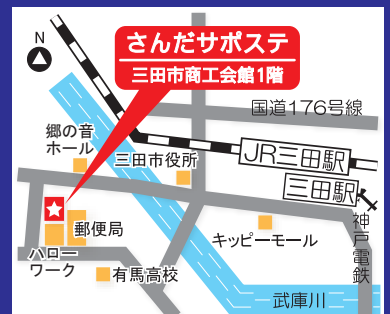 N
さんだサポステ
三田市商工会館1階
国道176号線
郷の音
ホール
三田市役所
JR三田駅
三田駅
神戸電鉄
郵便局
ハロー
ワーク
キッピーモール
有馬高校
武庫川